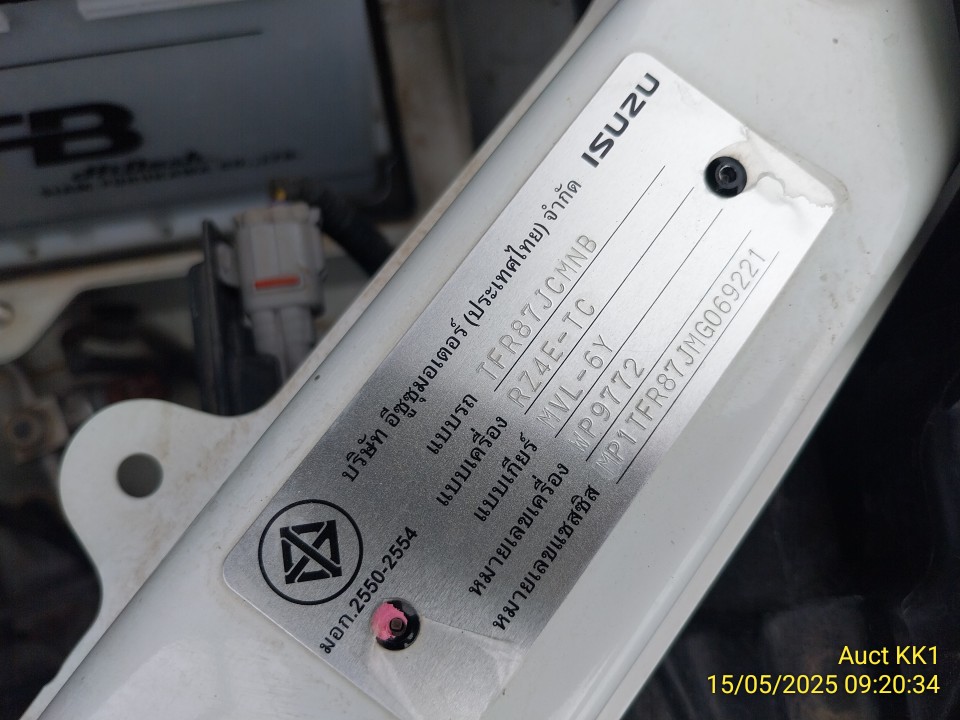 FB
HiBack
ISUZU
บริษัท อีซูซุมอเตอร์ (ประเทศไทย) จำกัด
แบบรถ TFR87JCMNB
แบบเครื่อง RZ4E-TC
แบบเกียร์ MVL-6Y
หมายเลขเครื่อง WP9772
หมายเลขแชสซิส MP1TFR87JMG069221
มอก.2550-2554
Auct KK1
15/05/2025 09:20:34